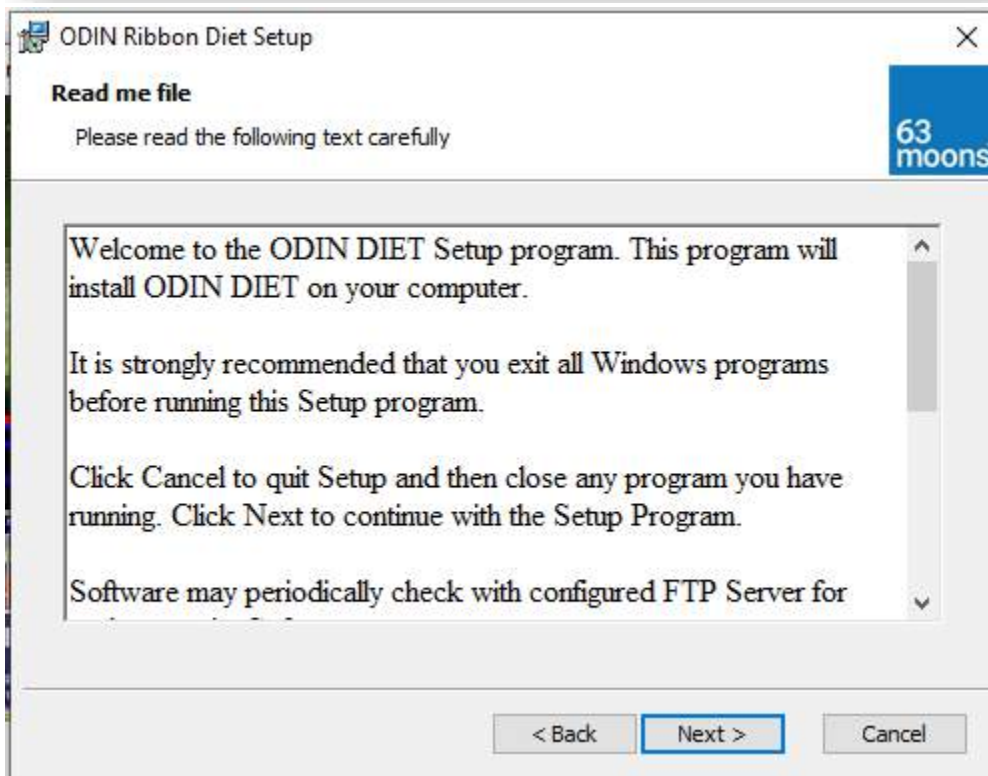 ODIN Ribbon Diet Setup
Read me file
Please read the following text carefully
63
moons
Welcome to the ODIN DIET Setup program. This program will
install ODIN DIET on your computer.
It is strongly recommended that you exit all Windows programs
before running this Setup program.
Click Cancel to quit Setup and then close any program you have
running. Click Next to continue with the Setup Program.
Software may periodically check with configured FTP Server for
< Back
Next >
Cancel